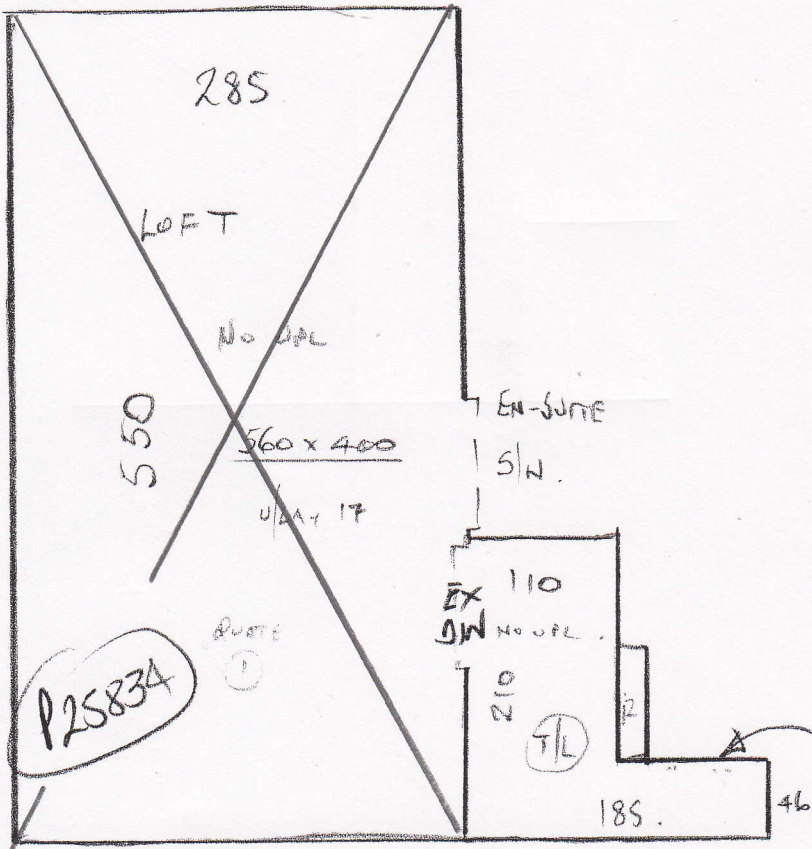 285
LOFT
NO UPL
550
560 x 400
U/LAY 17
EN-SUITE
S/N.
110
EX
D/W NO UPL.
210
QUOTE
1
P25834
T/L
R
185.
46